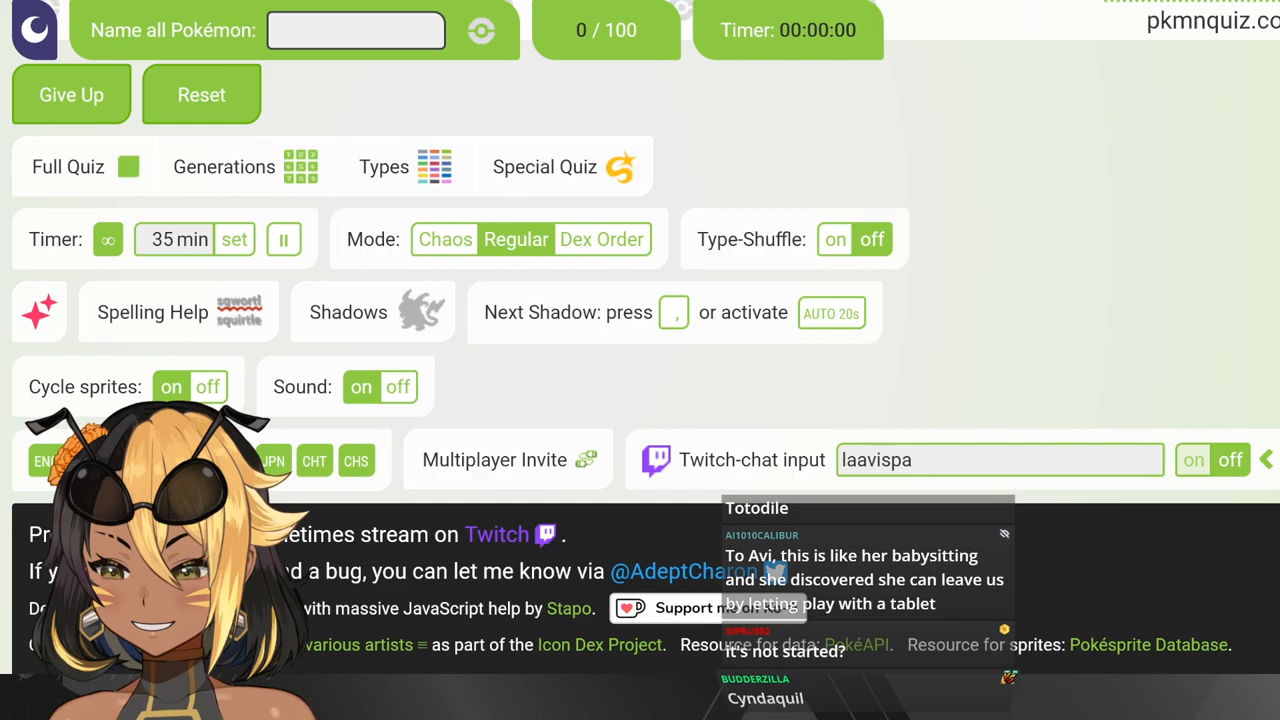 Name all Pokémon:
0 / 100
Timer: 00:00:00
pkmnquiz.co
Give Up
Reset
Full Quiz
Generations
Types
Special Quiz
Timer: ∞ 35 min set
Mode: Chaos Regular Dex Order
Type-Shuffle: on off
Spelling Help sqwortl squirtle
Shadows
Next Shadow: press , or activate AUTO 20s
Cycle sprites: on off
Sound: on off
EN
JPN CHT CHS
Multiplayer Invite
Twitch-chat input laavispa on off
Totodile
AI1010CALIBUR
To Avi, this is like her babysitting
and she discovered she can leave us
by letting play with a tablet
It's not started?
BUDDERZILLA
Cyndaquil
Pr etimes stream on Twitch .
If y d a bug, you can let me know via @AdeptCharon
De with massive JavaScript help by Stapo. Support me on Ko
various artists ≡ as part of the Icon Dex Project. Resource for data: PokéAPI. Resource for sprites: Pokésprite Database.